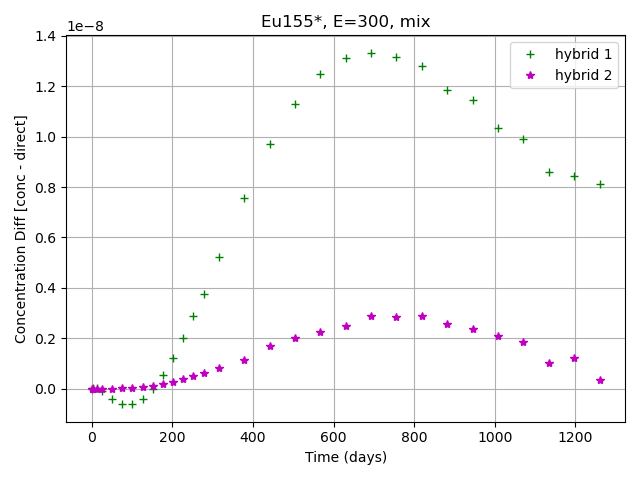 Eu155*, E=300, mix
1e−8
hybrid 1
hybrid 2
Concentration Diff [conc - direct]
1.4
1.2
1.0
0.8
0.6
0.4
0.2
0.0
0 200 400 600 800 1000 1200
Time (days)